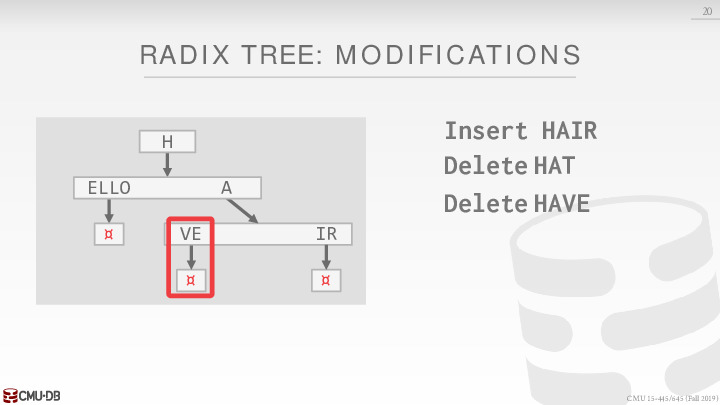 20
RADIX TREE: MODIFICATIONS
H
ELLO A
¤ VE IR
¤ ¤
Insert HAIR
Delete HAT
Delete HAVE
CMU·DB
CMU 15-445/645 (Fall 2019)